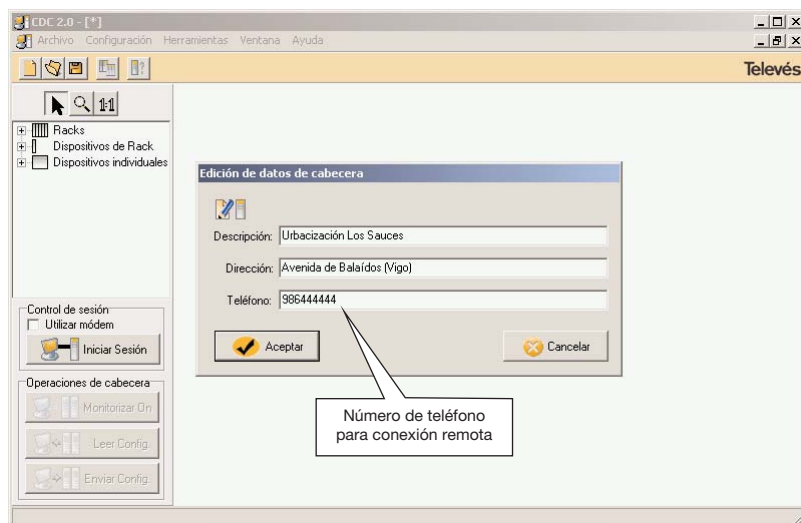 CDC 2.0 - [*]
Archivo Configuración Herramientas Ventana Ayuda
Televés
1:1
Racks
Dispositivos de Rack
Dispositivos individuales
Edición de datos de cabecera
Descripción: Urbacización Los Sauces
Dirección: Avenida de Balaídos (Vigo)
Teléfono: 986444444
Aceptar
Cancelar
Control de sesión
Utilizar módem
Iniciar Sesión
Operaciones de cabecera
Monitorizar On
Leer Config.
Enviar Config.
Número de teléfono
para conexión remota